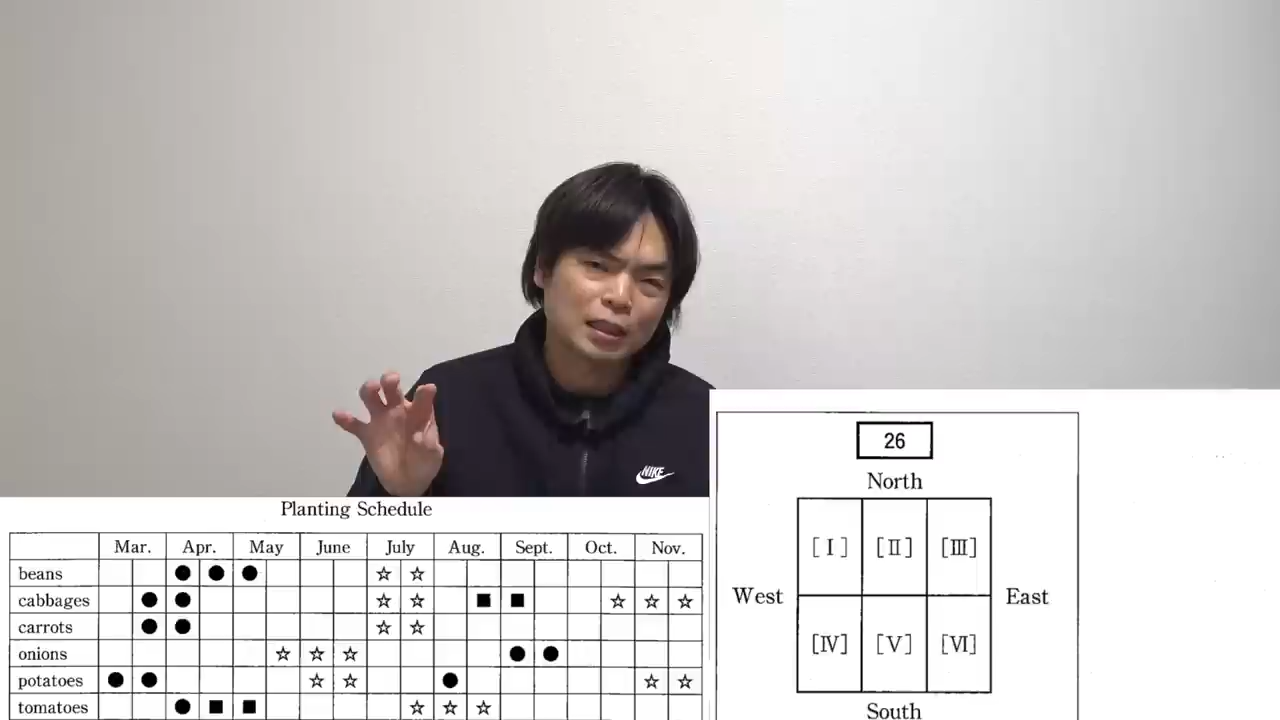 NIKE
Planting Schedule
Mar. Apr. May June July Aug. Sept. Oct. Nov.
beans ● ● ● ☆ ☆
cabbages ● ● ☆ ☆ ■ ■ ☆ ☆ ☆
carrots ● ● ☆ ☆
onions ☆ ☆ ☆ ● ●
potatoes ● ● ☆ ☆ ● ☆ ☆
tomatoes ● ■ ■ ☆ ☆ ☆
26
North
[Ⅰ] [Ⅱ] [Ⅲ]
West East
[Ⅳ] [Ⅴ] [Ⅵ]
South